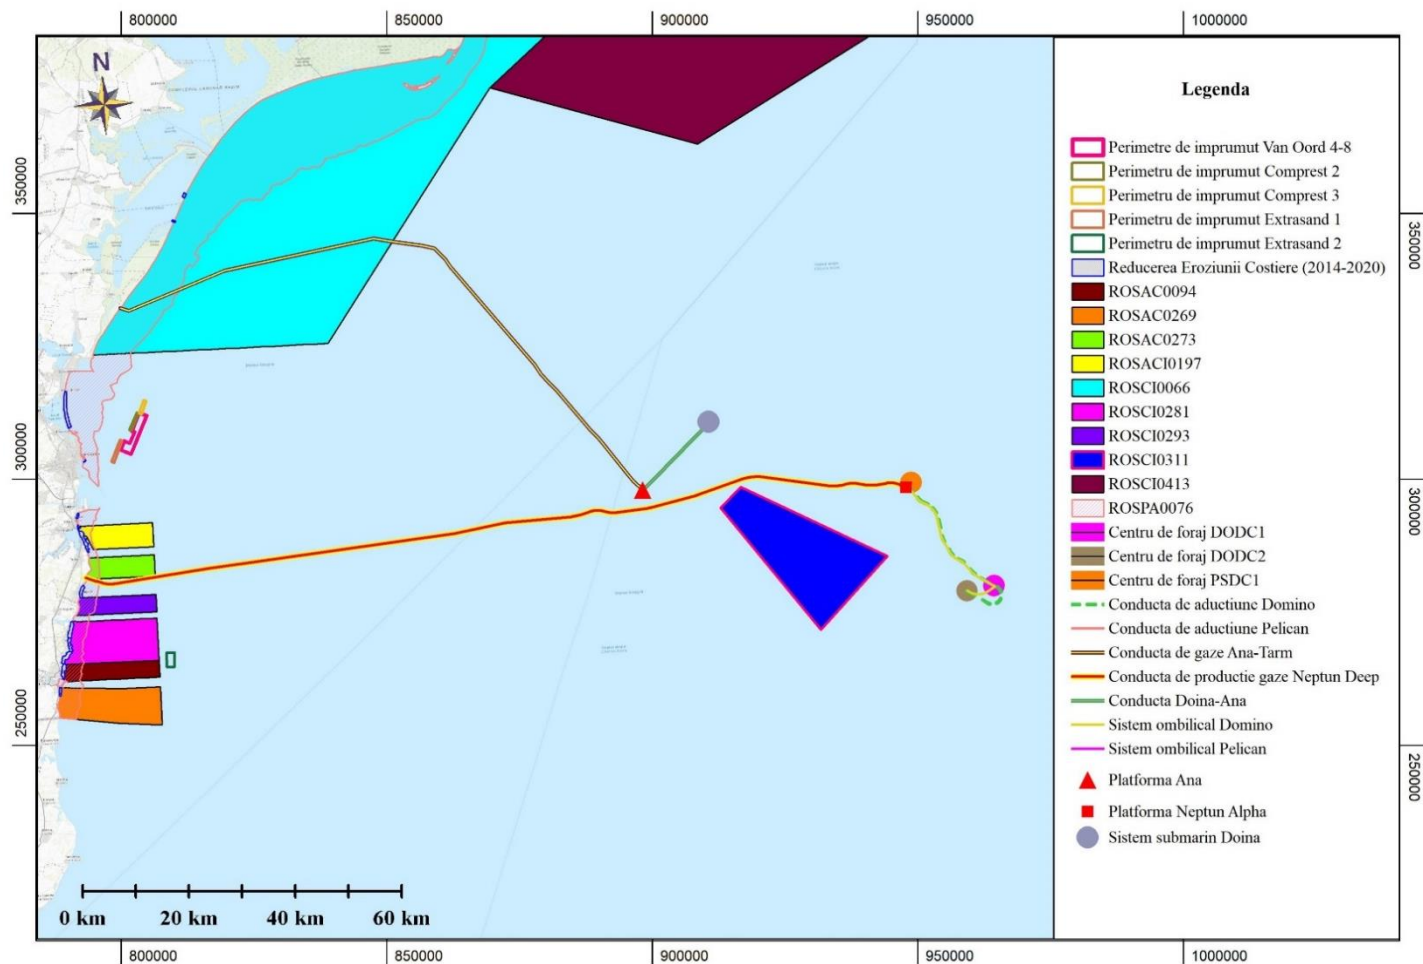 800000
850000
900000
950000
1000000
N
350000
300000
250000
350000
300000
250000
0 km
20 km
40 km
60 km
Legenda
Perimetre de imprumut Van Oord 4-8
Perimetru de imprumut Comprest 2
Perimetru de imprumut Comprest 3
Perimetru de imprumut Extrasand 1
Perimetru de imprumut Extrasand 2
Reducerea Eroziunii Costiere (2014-2020)
ROSAC0094
ROSAC0269
ROSAC0273
ROSACI0197
ROSCI0066
ROSCI0281
ROSCI0293
ROSCI0311
ROSCI0413
ROSPA0076
Centru de foraj DODC1
Centru de foraj DODC2
Centru de foraj PSDC1
Conducta de aductiune Domino
Conducta de aductiune Pelican
Conducta de gaze Ana-Tarm
Conducta de productie gaze Neptun Deep
Conducta Doina-Ana
Sistem ombilical Domino
Sistem ombilical Pelican
Platforma Ana
Platforma Neptun Alpha
Sistem submarin Doina
800000
850000
900000
950000
1000000